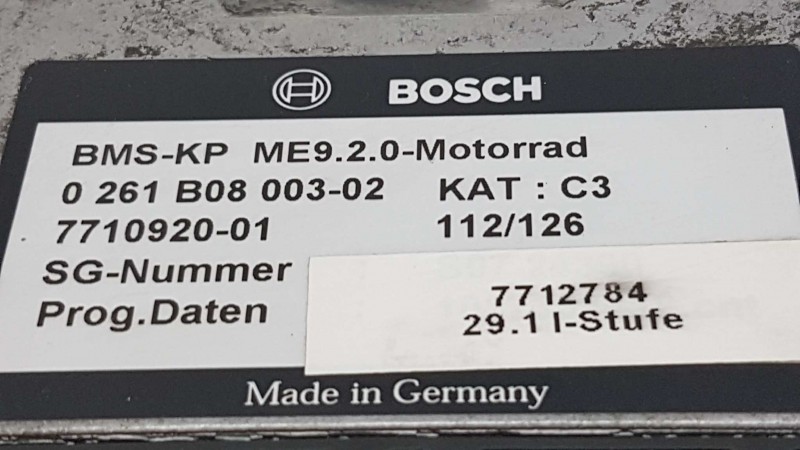 BOSCH
BMS-KP ME9.2.0-Motorrad
0 261 B08 003-02 KAT : C3
7710920-01 112/126
SG-Nummer 7712784
Prog.Daten 29.1 I-Stufe
Made in Germany